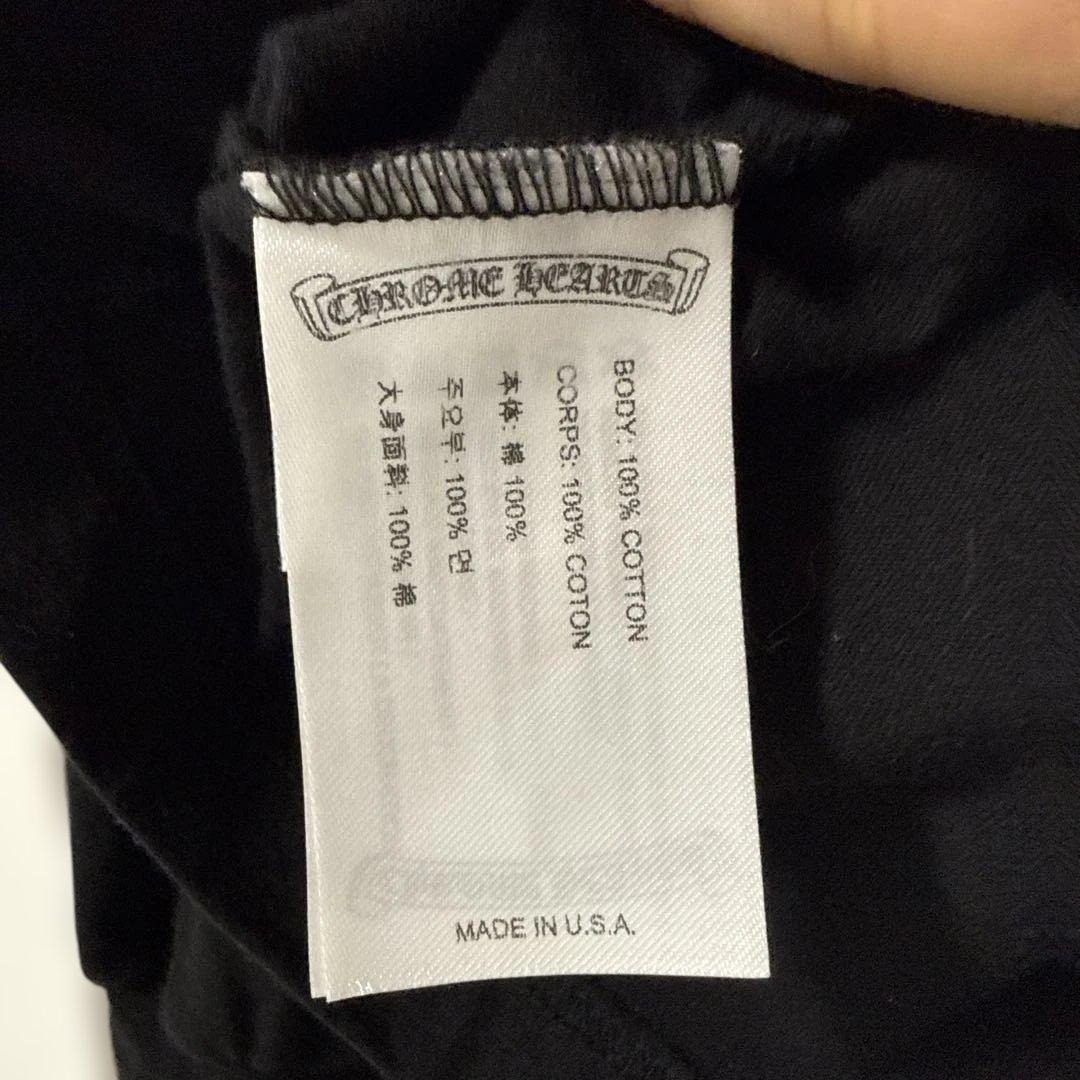 CHROME HEARTS
BODY: 100% COTTON
CORPS: 100% COTON
本体: 綿 100%
주요부: 100% 면
大身面料: 100% 棉
MADE IN U.S.A.